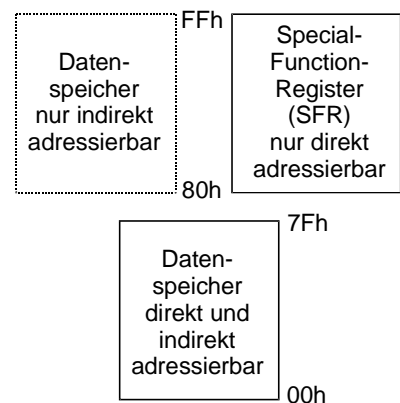 Daten-
speicher
nur indirekt
adressierbar
FFh
80h
Special-
Function-
Register
(SFR)
nur direkt
adressierbar
7Fh
Daten-
speicher
direkt und
indirekt
adressierbar
00h